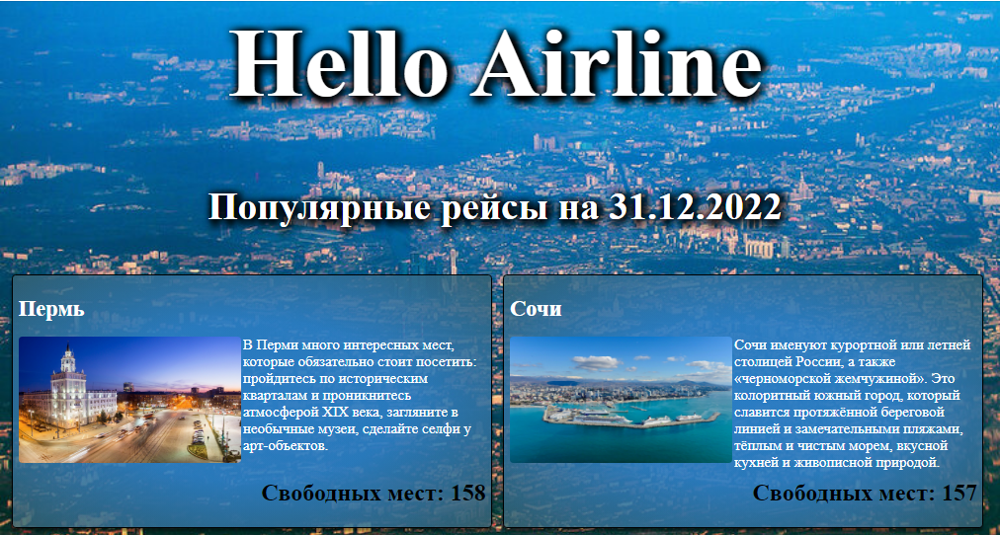 Hello Airline
Популярные рейсы на 31.12.2022
Пермь
В Перми много интересных мест,
которые обязательно стоит посетить:
пройдитесь по историческим
кварталам и проникнитесь
атмосферой XIX века, загляните в
необычные музеи, сделайте селфи у
арт-объектов.
Свободных мест: 158
Сочи
Сочи именуют курортной или летней
столицей России, а также
«черноморской жемчужиной». Это
колоритный южный город, который
славится протяжённой береговой
линией и замечательными пляжами,
тёплым и чистым морем, вкусной
кухней и живописной природой.
Свободных мест: 157